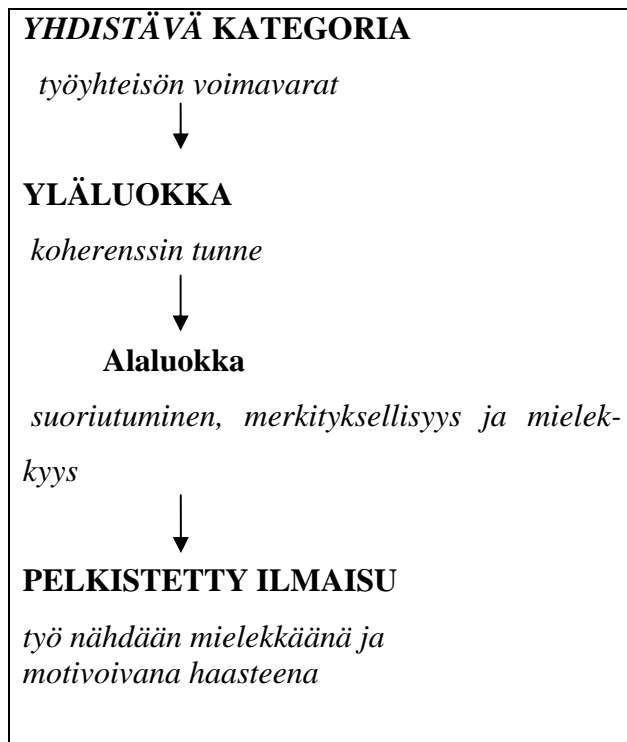 YHDISTÄVÄ KATEGORIA
työyhteisön voimavarat
YLÄLUOKKA
koherenssin tunne
Alaluokka
suoriutuminen, merkityksellisyys ja mielek-
kyys
PELKISTETTY ILMAISU
työ nähdään mielekkäänä ja
motivoivana haasteena